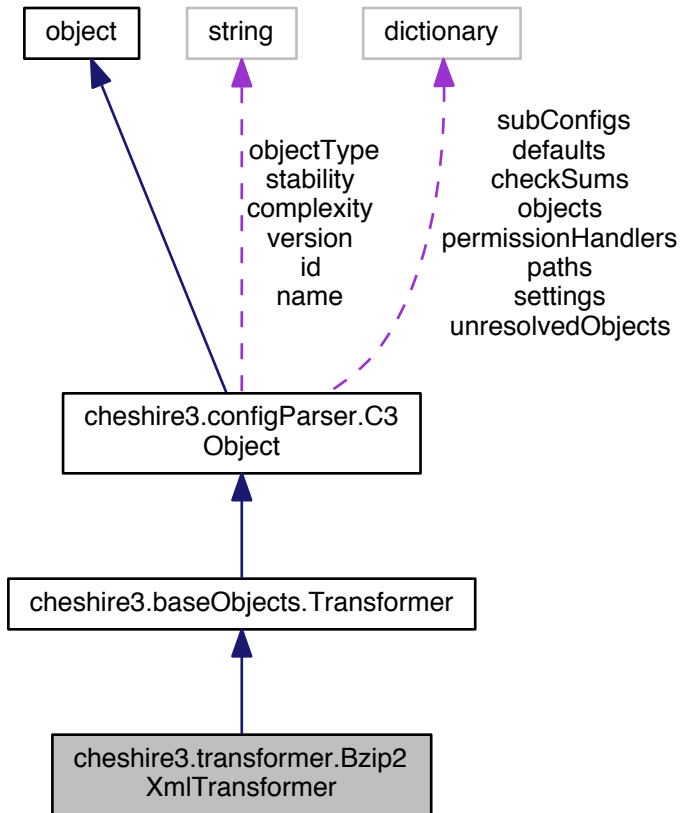 object
string
dictionary
objectType
stability
complexity
version
id
name
subConfigs
defaults
checkSums
objects
permissionHandlers
paths
settings
unresolvedObjects
cheshire3.configParser.C3
Object
cheshire3.baseObjects.Transformer
cheshire3.transformer.Bzip2
XmlTransformer